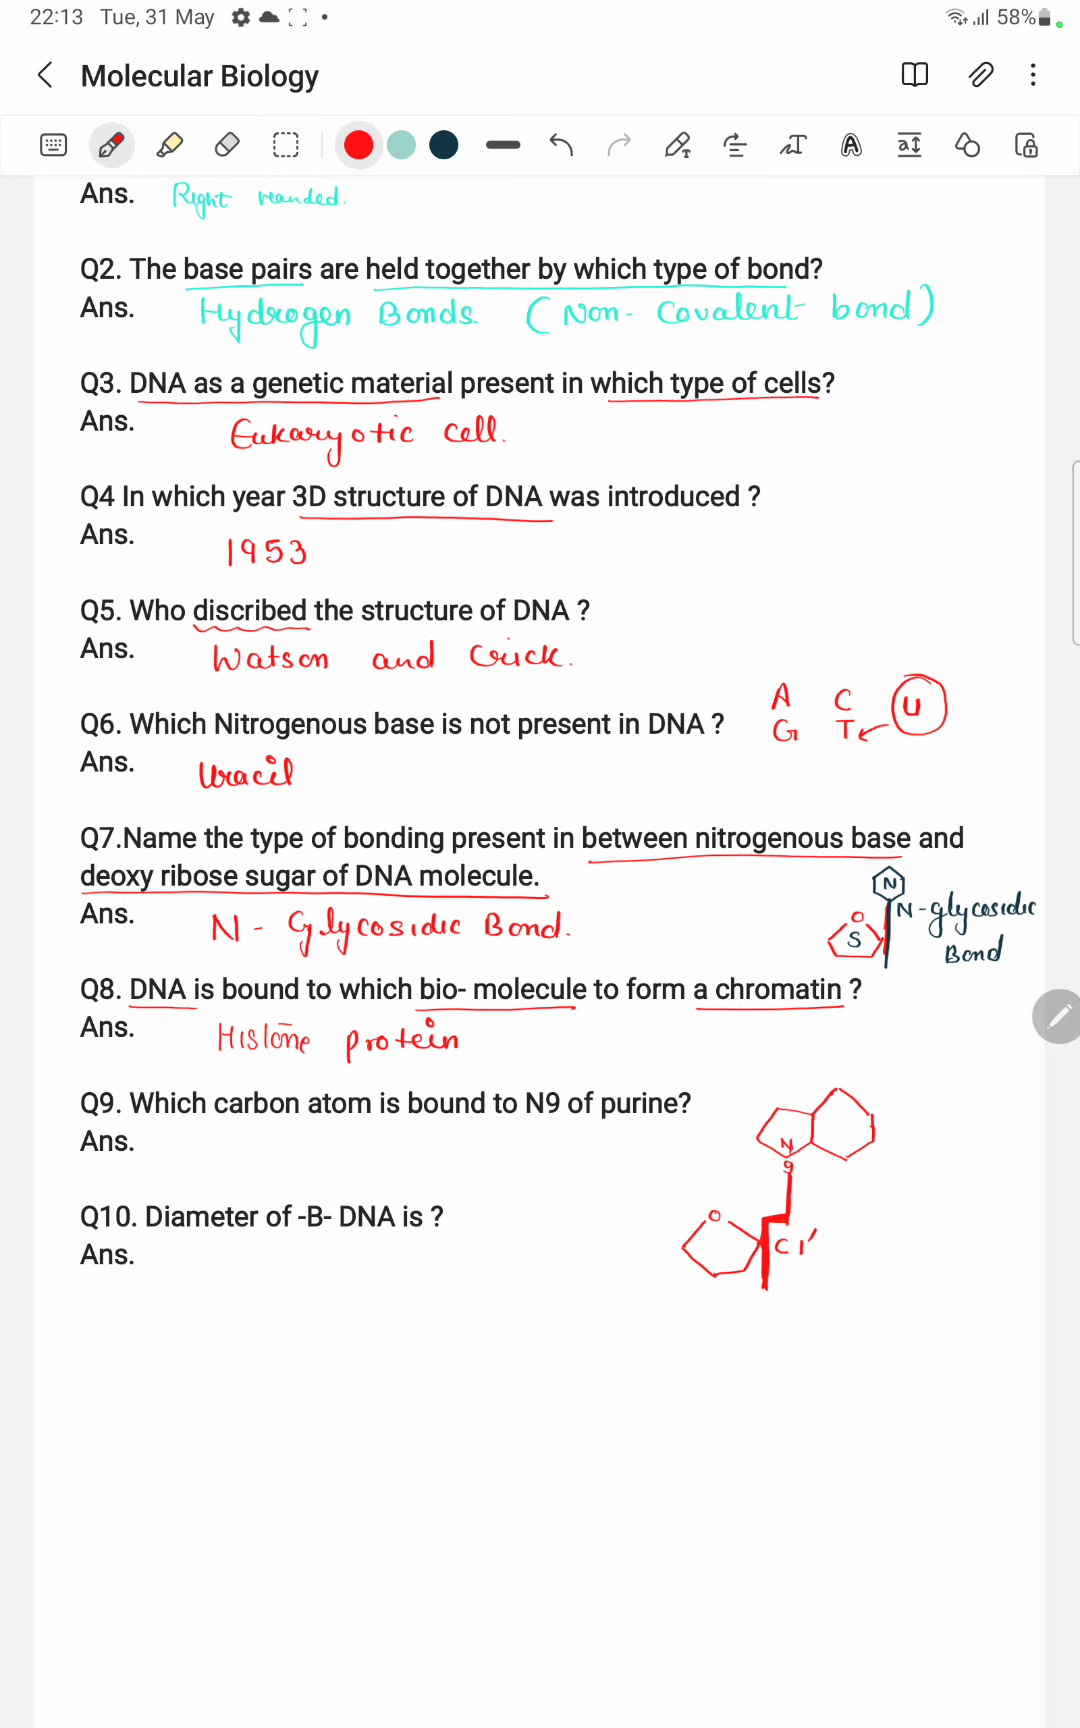 22:13 Tue, 31 May
58%
Molecular Biology
Ans. Right Handed.
Q2. The base pairs are held together by which type of bond?
Ans. Hydrogen Bonds. (Non-Covalent bond)
Q3. DNA as a genetic material present in which type of cells?
Ans. Eukaryotic cell.
Q4 In which year 3D structure of DNA was introduced ?
Ans. 1953
Q5. Who discribed the structure of DNA ?
Ans. Watson and Crick.
A C U
Q6. Which Nitrogenous base is not present in DNA ? G T
Ans. Uracil
Q7.Name the type of bonding present in between nitrogenous base and
deoxy ribose sugar of DNA molecule.
N
Ans. N- Glycosidic Bond.
O N-glycosidic
S Bond
Q8. DNA is bound to which bio- molecule to form a chromatin ?
Ans. Histone protein
Q9. Which carbon atom is bound to N9 of purine?
Ans.
N
9
Q10. Diameter of -B- DNA is ?
O
C1'
Ans.